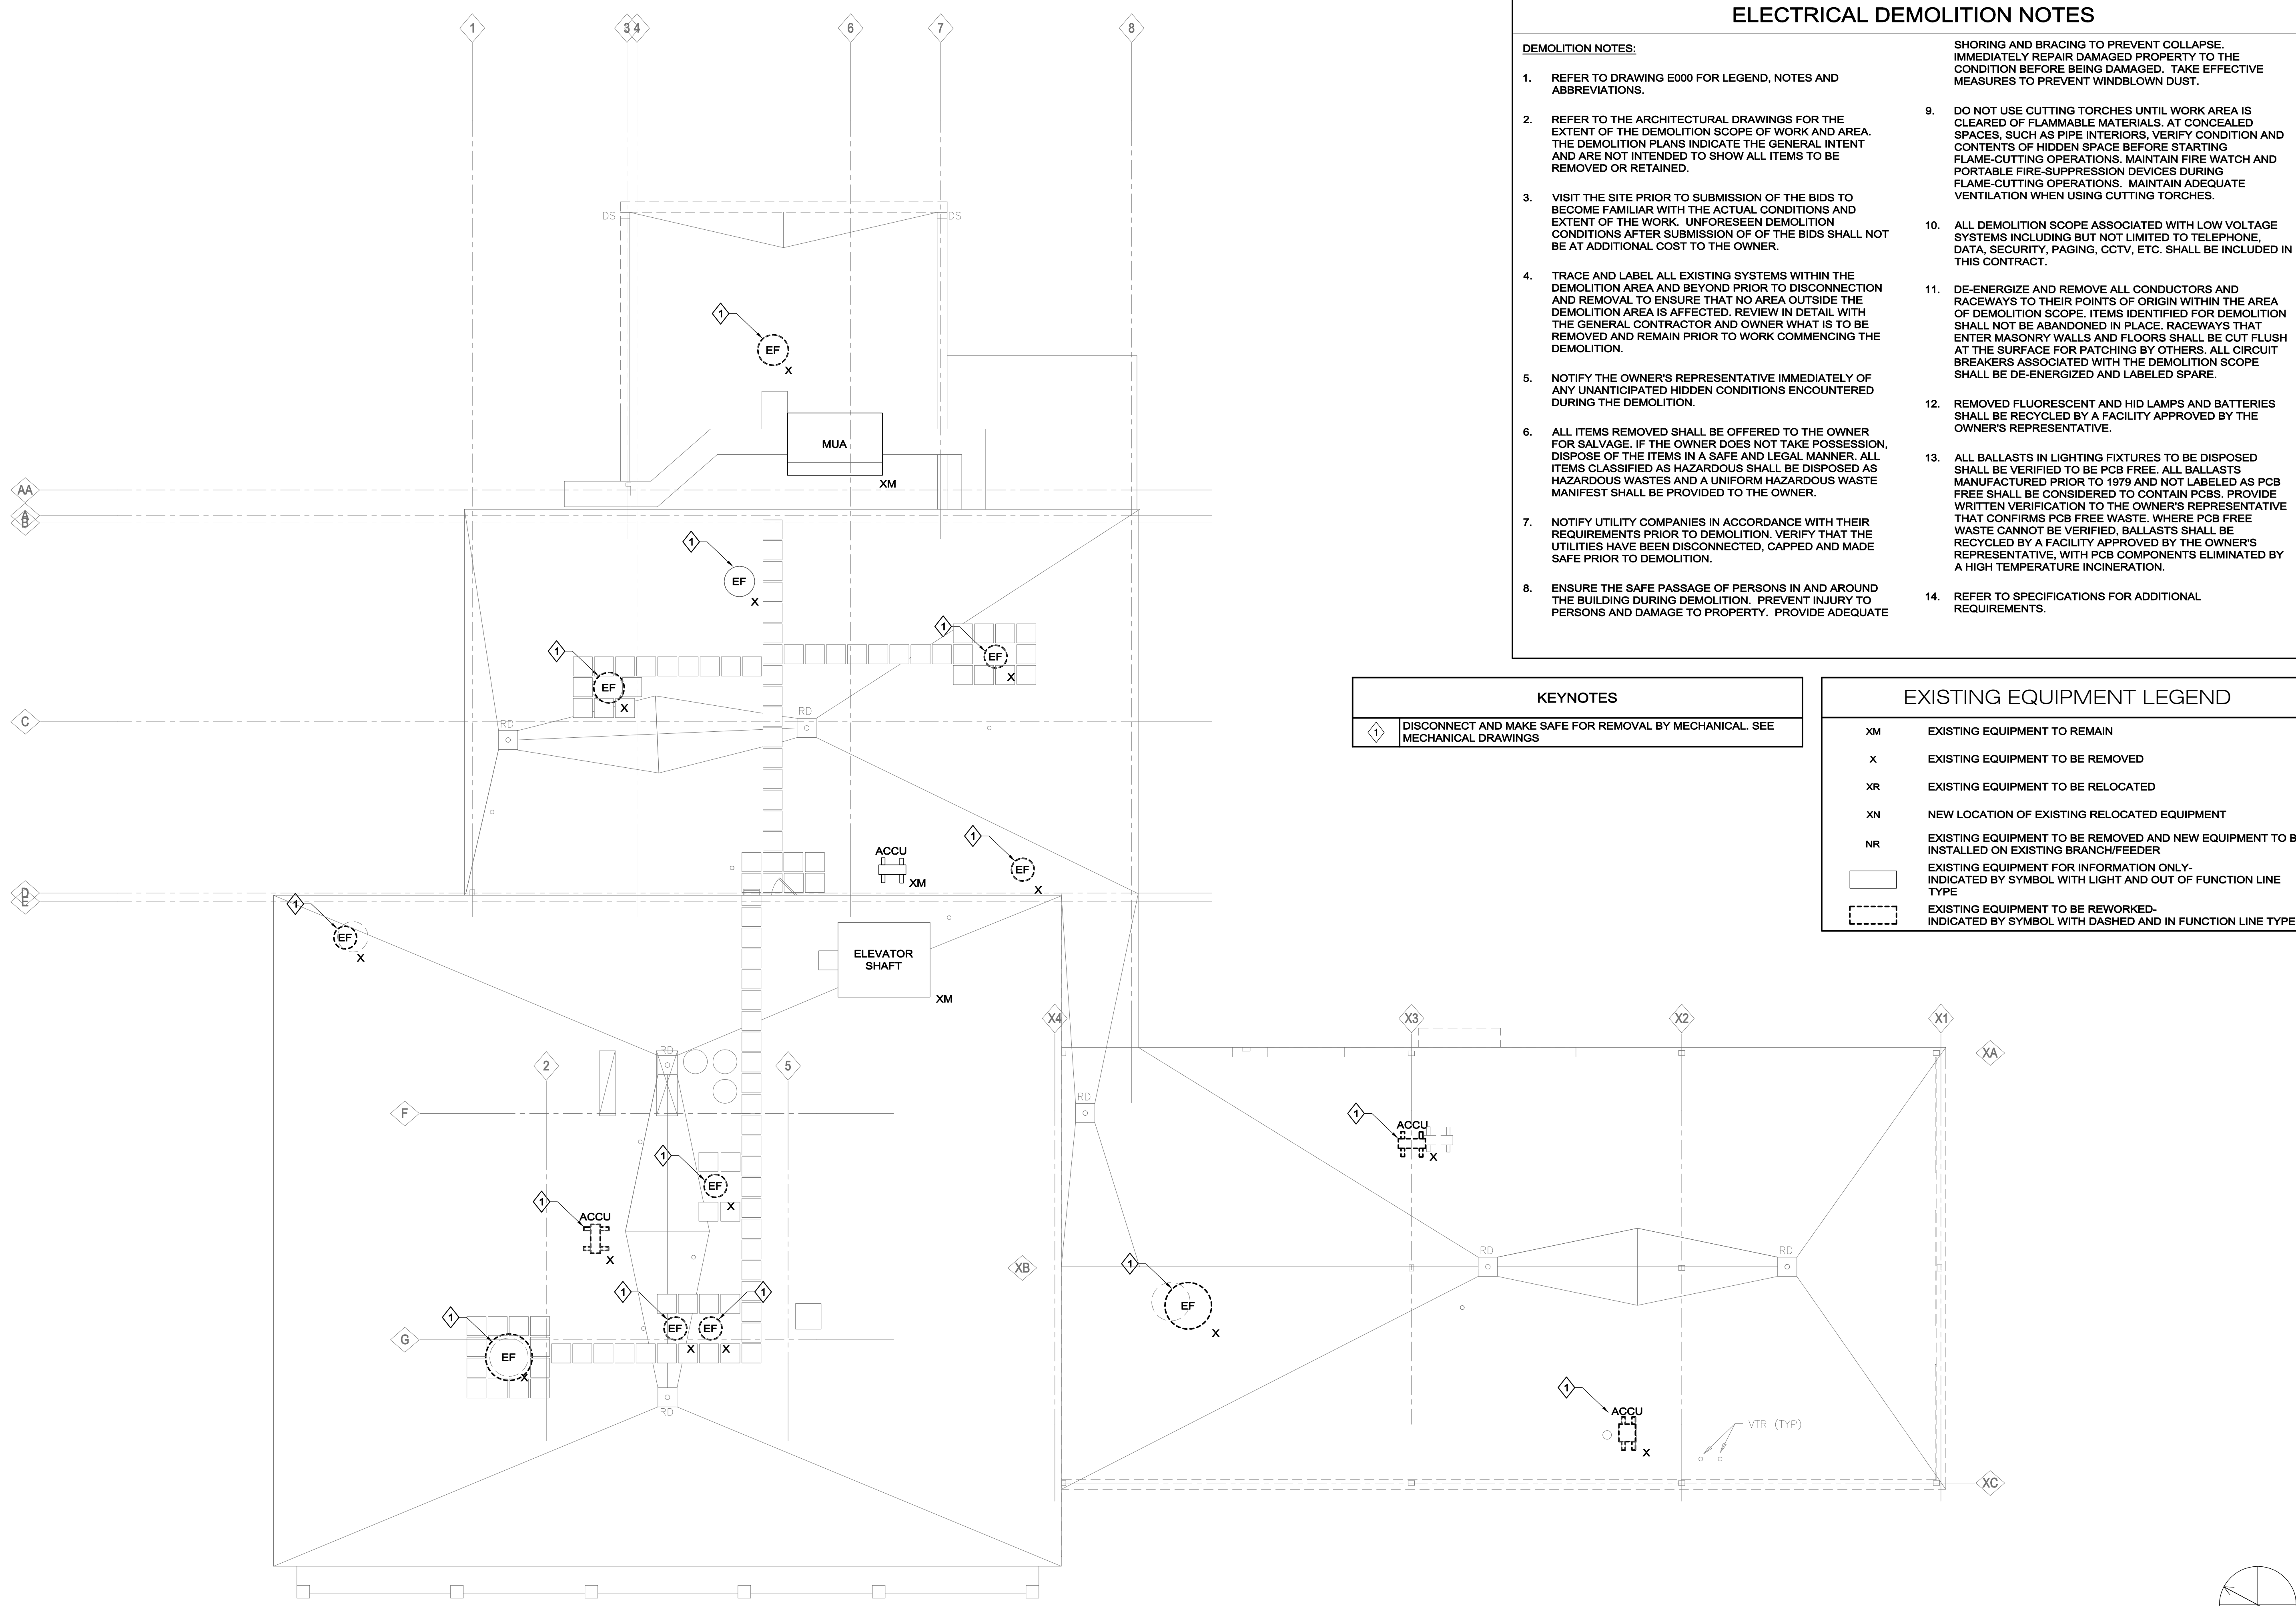 1
3
4
6
7
8
DS
DS
1
EF
X
MUA
XM
AA
A
B
1
EF
X
1
EF
X
1
EF
X
C
RD
RD
ACCU
XM
1
EF
X
D
E
1
EF
X
ELEVATOR
SHAFT
XM
X4
X3
X2
X1
XA
RD
2
5
F
RD
1
ACCU
X
1
EF
X
1
ACCU
X
XB
RD
RD
1
EF
X
1
EF
X
1
EF
X
G
1
EF
X
RD
1
ACCU
X
VTR (TYP)
XC
ELECTRICAL DEMOLITION NOTES
DEMOLITION NOTES:
1. REFER TO DRAWING E000 FOR LEGEND, NOTES AND
ABBREVIATIONS.
2. REFER TO THE ARCHITECTURAL DRAWINGS FOR THE
EXTENT OF THE DEMOLITION SCOPE OF WORK AND AREA.
THE DEMOLITION PLANS INDICATE THE GENERAL INTENT
AND ARE NOT INTENDED TO SHOW ALL ITEMS TO BE
REMOVED OR RETAINED.
3. VISIT THE SITE PRIOR TO SUBMISSION OF THE BIDS TO
BECOME FAMILIAR WITH THE ACTUAL CONDITIONS AND
EXTENT OF THE WORK. UNFORESEEN DEMOLITION
CONDITIONS AFTER SUBMISSION OF OF THE BIDS SHALL NOT
BE AT ADDITIONAL COST TO THE OWNER.
4. TRACE AND LABEL ALL EXISTING SYSTEMS WITHIN THE
DEMOLITION AREA AND BEYOND PRIOR TO DISCONNECTION
AND REMOVAL TO ENSURE THAT NO AREA OUTSIDE THE
DEMOLITION AREA IS AFFECTED. REVIEW IN DETAIL WITH
THE GENERAL CONTRACTOR AND OWNER WHAT IS TO BE
REMOVED AND REMAIN PRIOR TO WORK COMMENCING THE
DEMOLITION.
5. NOTIFY THE OWNER'S REPRESENTATIVE IMMEDIATELY OF
ANY UNANTICIPATED HIDDEN CONDITIONS ENCOUNTERED
DURING THE DEMOLITION.
6. ALL ITEMS REMOVED SHALL BE OFFERED TO THE OWNER
FOR SALVAGE. IF THE OWNER DOES NOT TAKE POSSESSION,
DISPOSE OF THE ITEMS IN A SAFE AND LEGAL MANNER. ALL
ITEMS CLASSIFIED AS HAZARDOUS SHALL BE DISPOSED AS
HAZARDOUS WASTES AND A UNIFORM HAZARDOUS WASTE
MANIFEST SHALL BE PROVIDED TO THE OWNER.
7. NOTIFY UTILITY COMPANIES IN ACCORDANCE WITH THEIR
REQUIREMENTS PRIOR TO DEMOLITION. VERIFY THAT THE
UTILITIES HAVE BEEN DISCONNECTED, CAPPED AND MADE
SAFE PRIOR TO DEMOLITION.
8. ENSURE THE SAFE PASSAGE OF PERSONS IN AND AROUND
THE BUILDING DURING DEMOLITION. PREVENT INJURY TO
PERSONS AND DAMAGE TO PROPERTY. PROVIDE ADEQUATE
SHORING AND BRACING TO PREVENT COLLAPSE.
IMMEDIATELY REPAIR DAMAGED PROPERTY TO THE
CONDITION BEFORE BEING DAMAGED. TAKE EFFECTIVE
MEASURES TO PREVENT WINDBLOWN DUST.
9. DO NOT USE CUTTING TORCHES UNTIL WORK AREA IS
CLEARED OF FLAMMABLE MATERIALS. AT CONCEALED
SPACES, SUCH AS PIPE INTERIORS, VERIFY CONDITION AND
CONTENTS OF HIDDEN SPACE BEFORE STARTING
FLAME-CUTTING OPERATIONS. MAINTAIN FIRE WATCH AND
PORTABLE FIRE-SUPPRESSION DEVICES DURING
FLAME-CUTTING OPERATIONS. MAINTAIN ADEQUATE
VENTILATION WHEN USING CUTTING TORCHES.
10. ALL DEMOLITION SCOPE ASSOCIATED WITH LOW VOLTAGE
SYSTEMS INCLUDING BUT NOT LIMITED TO TELEPHONE,
DATA, SECURITY, PAGING, CCTV, ETC. SHALL BE INCLUDED IN
THIS CONTRACT.
11. DE-ENERGIZE AND REMOVE ALL CONDUCTORS AND
RACEWAYS TO THEIR POINTS OF ORIGIN WITHIN THE AREA
OF DEMOLITION SCOPE. ITEMS IDENTIFIED FOR DEMOLITION
SHALL NOT BE ABANDONED IN PLACE. RACEWAYS THAT
ENTER MASONRY WALLS AND FLOORS SHALL BE CUT FLUSH
AT THE SURFACE FOR PATCHING BY OTHERS. ALL CIRCUIT
BREAKERS ASSOCIATED WITH THE DEMOLITION SCOPE
SHALL BE DE-ENERGIZED AND LABELED SPARE.
12. REMOVED FLUORESCENT AND HID LAMPS AND BATTERIES
SHALL BE RECYCLED BY A FACILITY APPROVED BY THE
OWNER'S REPRESENTATIVE.
13. ALL BALLASTS IN LIGHTING FIXTURES TO BE DISPOSED
SHALL BE VERIFIED TO BE PCB FREE. ALL BALLASTS
MANUFACTURED PRIOR TO 1979 AND NOT LABELED AS PCB
FREE SHALL BE CONSIDERED TO CONTAIN PCBS. PROVIDE
WRITTEN VERIFICATION TO THE OWNER'S REPRESENTATIVE
THAT CONFIRMS PCB FREE WASTE. WHERE PCB FREE
WASTE CANNOT BE VERIFIED, BALLASTS SHALL BE
RECYCLED BY A FACILITY APPROVED BY THE OWNER'S
REPRESENTATIVE, WITH PCB COMPONENTS ELIMINATED BY
A HIGH TEMPERATURE INCINERATION.
14. REFER TO SPECIFICATIONS FOR ADDITIONAL
REQUIREMENTS.
KEYNOTES
1 DISCONNECT AND MAKE SAFE FOR REMOVAL BY MECHANICAL. SEE
MECHANICAL DRAWINGS
EXISTING EQUIPMENT LEGEND
XM EXISTING EQUIPMENT TO REMAIN
X EXISTING EQUIPMENT TO BE REMOVED
XR EXISTING EQUIPMENT TO BE RELOCATED
XN NEW LOCATION OF EXISTING RELOCATED EQUIPMENT
NR EXISTING EQUIPMENT TO BE REMOVED AND NEW EQUIPMENT TO
INSTALLED ON EXISTING BRANCH/FEEDER
EXISTING EQUIPMENT FOR INFORMATION ONLY-
INDICATED BY SYMBOL WITH LIGHT AND OUT OF FUNCTION LINE
TYPE
EXISTING EQUIPMENT TO BE REWORKED-
INDICATED BY SYMBOL WITH DASHED AND IN FUNCTION LINE TYPE